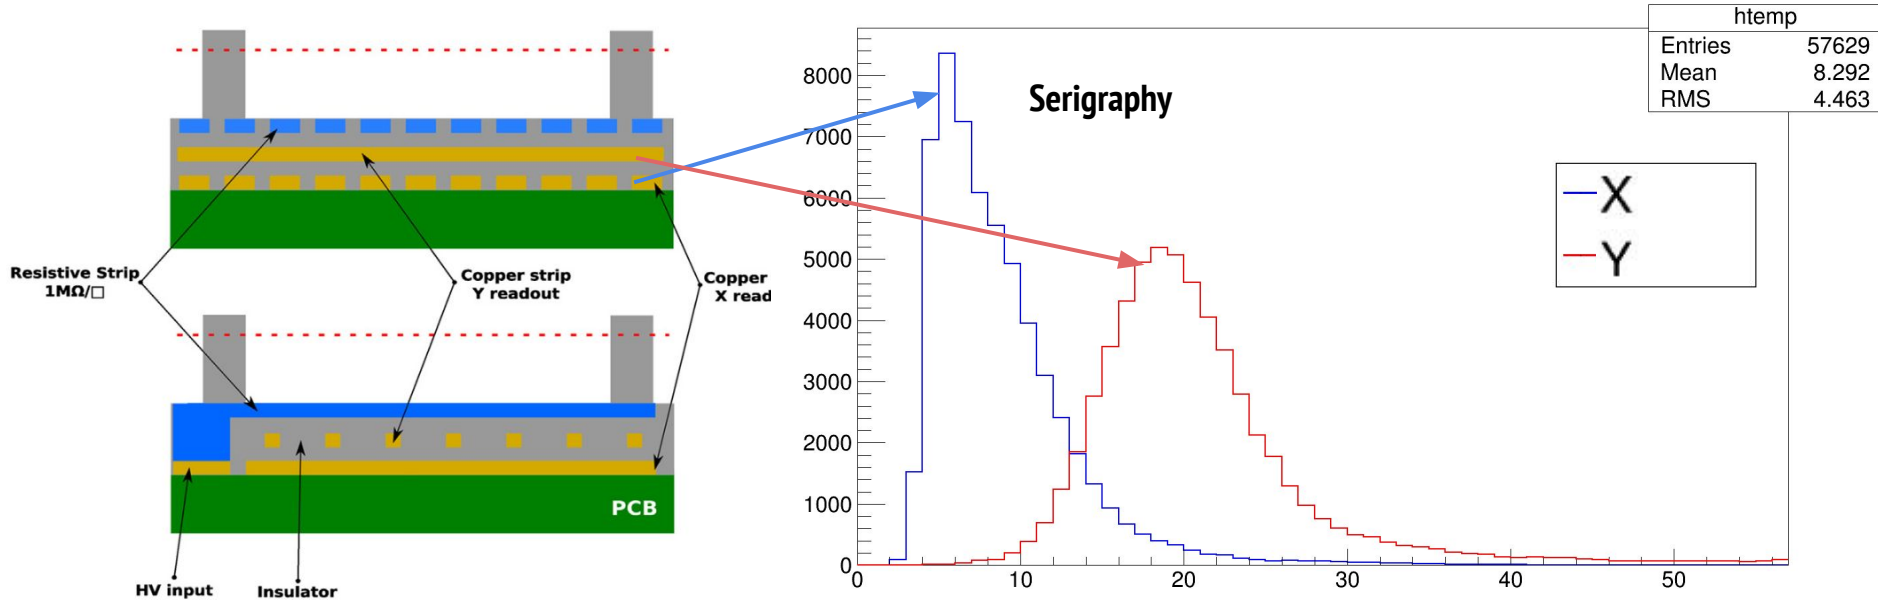 Resistive Strip
1MΩ/□
Copper strip
Y readout
Copper
X read
PCB
HV input
Insulator
Serigraphy
htemp
Entries 57629
Mean 8.292
RMS 4.463
X
Y
8000
7000
6000
5000
4000
3000
2000
1000
0
0 10 20 30 40 50